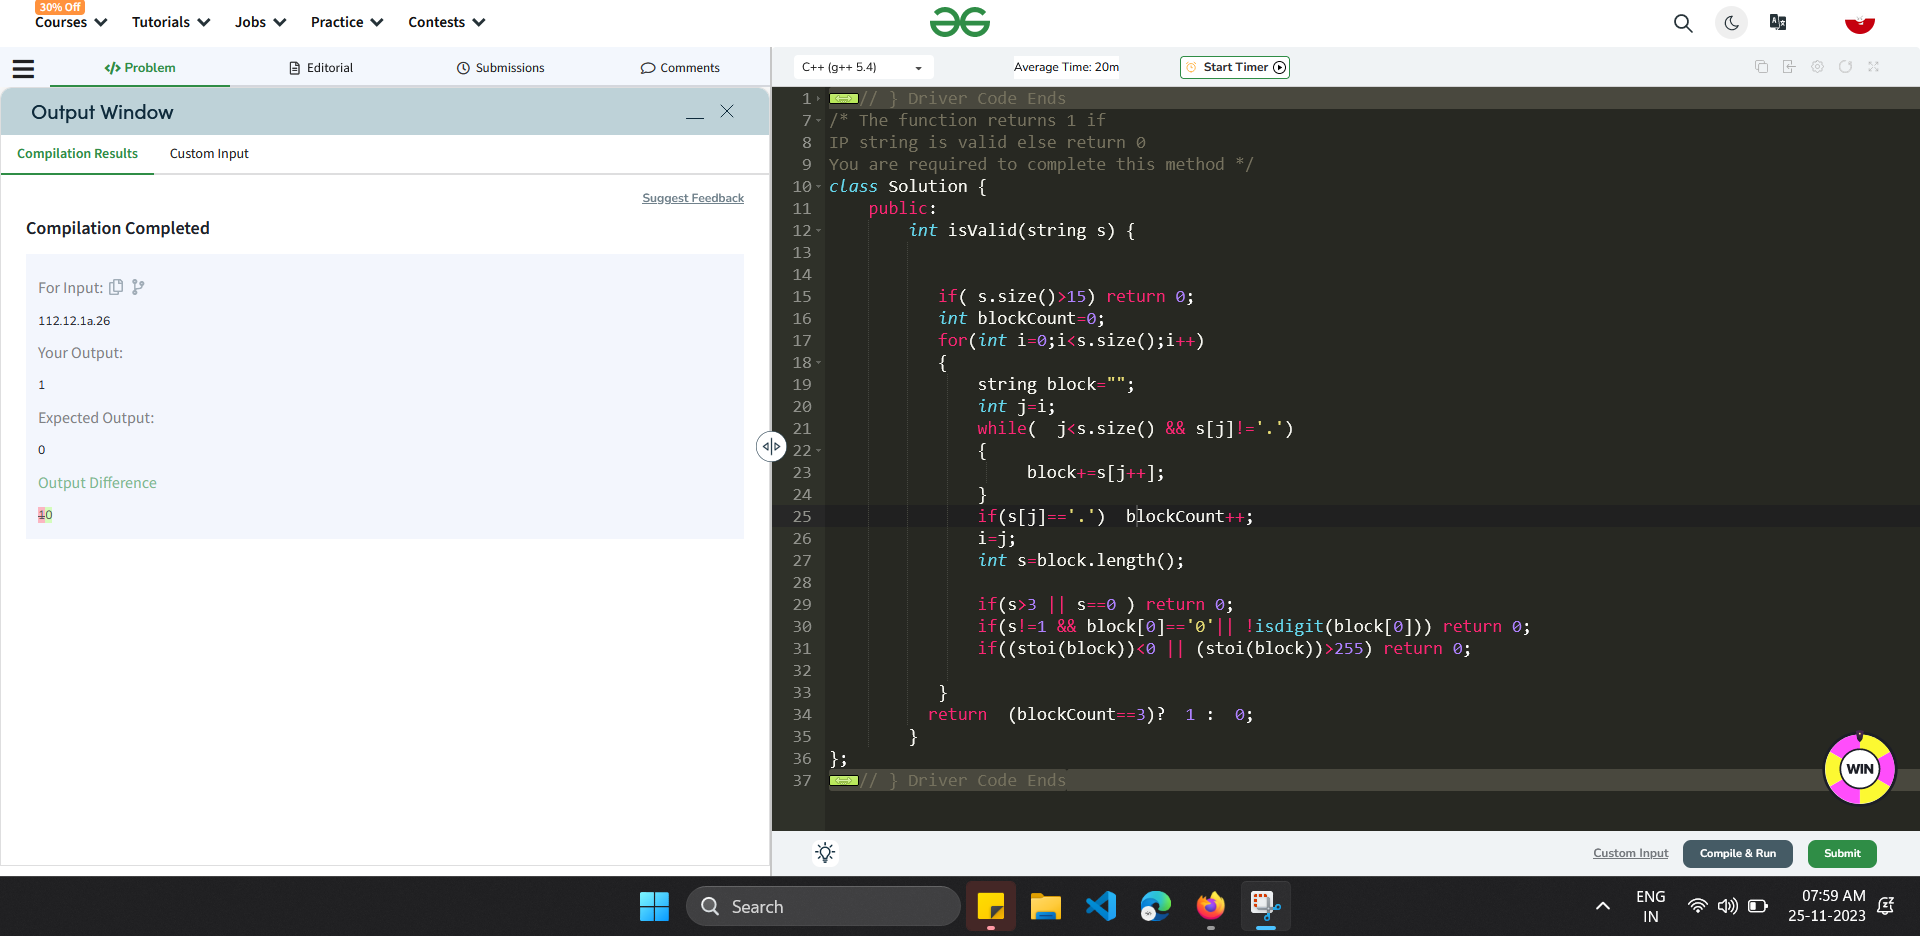 30% Off
Courses Tutorials Jobs Practice Contests
</> Problem Editorial Submissions Comments
C++ (g++ 5.4) Average Time: 20m Start Timer
Output Window
Compilation Results Custom Input
Suggest Feedback
Compilation Completed
For Input:
112.12.1a.26
Your Output:
1
Expected Output:
0
Output Difference
10
1 // } Driver Code Ends
7 /* The function returns 1 if
8 IP string is valid else return 0
9 You are required to complete this method */
10 class Solution {
11 public:
12 int isValid(string s) {
13
14
15 if( s.size()>15) return 0;
16 int blockCount=0;
17 for(int i=0;i<s.size();i++)
18 {
19 string block="";
20 int j=i;
21 while(  j<s.size() && s[j]!='.')
22 {
23 block+=s[j++];
24 }
25 if(s[j]=='.')  blockCount++;
26 i=j;
27 int s=block.length();
28
29 if(s>3 || s==0 ) return 0;
30 if(s!=1 && block[0]=='0'|| !isdigit(block[0])) return 0;
31 if((stoi(block))<0 || (stoi(block))>255) return 0;
32
33 }
34 return  (blockCount==3)?  1 :  0;
35 }
36 };
37 // } Driver Code Ends
WIN
Custom Input Compile & Run Submit
Search
ENG
IN
07:59 AM
25-11-2023